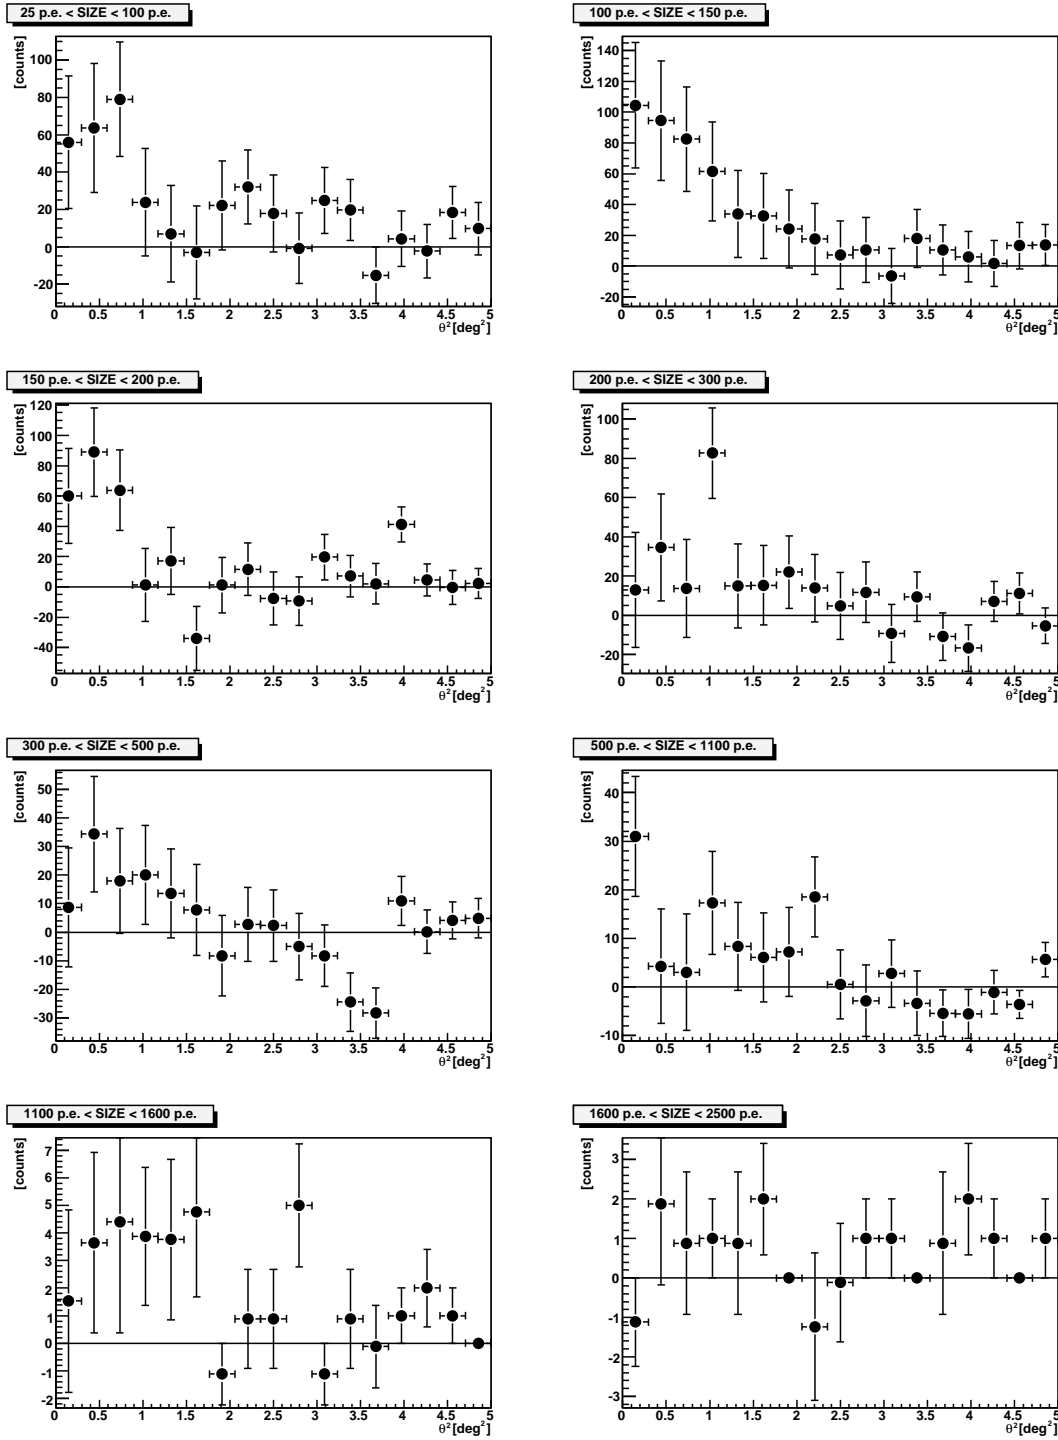 25 p.e. < SIZE < 100 p.e.
[counts]
100
80
60
40
20
0
-20
0 0.5 1 1.5 2 2.5 3 3.5 4 4.5 5
θ²[deg²]
100 p.e. < SIZE < 150 p.e.
[counts]
140
120
100
80
60
40
20
0
-20
0 0.5 1 1.5 2 2.5 3 3.5 4 4.5 5
θ²[deg²]
150 p.e. < SIZE < 200 p.e.
[counts]
120
100
80
60
40
20
0
-20
-40
0 0.5 1 1.5 2 2.5 3 3.5 4 4.5 5
θ²[deg²]
200 p.e. < SIZE < 300 p.e.
[counts]
100
80
60
40
20
0
-20
0 0.5 1 1.5 2 2.5 3 3.5 4 4.5 5
θ²[deg²]
300 p.e. < SIZE < 500 p.e.
[counts]
50
40
30
20
10
0
-10
-20
-30
0 0.5 1 1.5 2 2.5 3 3.5 4 4.5 5
θ²[deg²]
500 p.e. < SIZE < 1100 p.e.
[counts]
40
30
20
10
0
-10
0 0.5 1 1.5 2 2.5 3 3.5 4 4.5 5
θ²[deg²]
1100 p.e. < SIZE < 1600 p.e.
[counts]
7
6
5
4
3
2
1
0
-1
-2
0 0.5 1 1.5 2 2.5 3 3.5 4 4.5 5
θ²[deg²]
1600 p.e. < SIZE < 2500 p.e.
[counts]
3
2
1
0
-1
-2
-3
0 0.5 1 1.5 2 2.5 3 3.5 4 4.5 5
θ²[deg²]